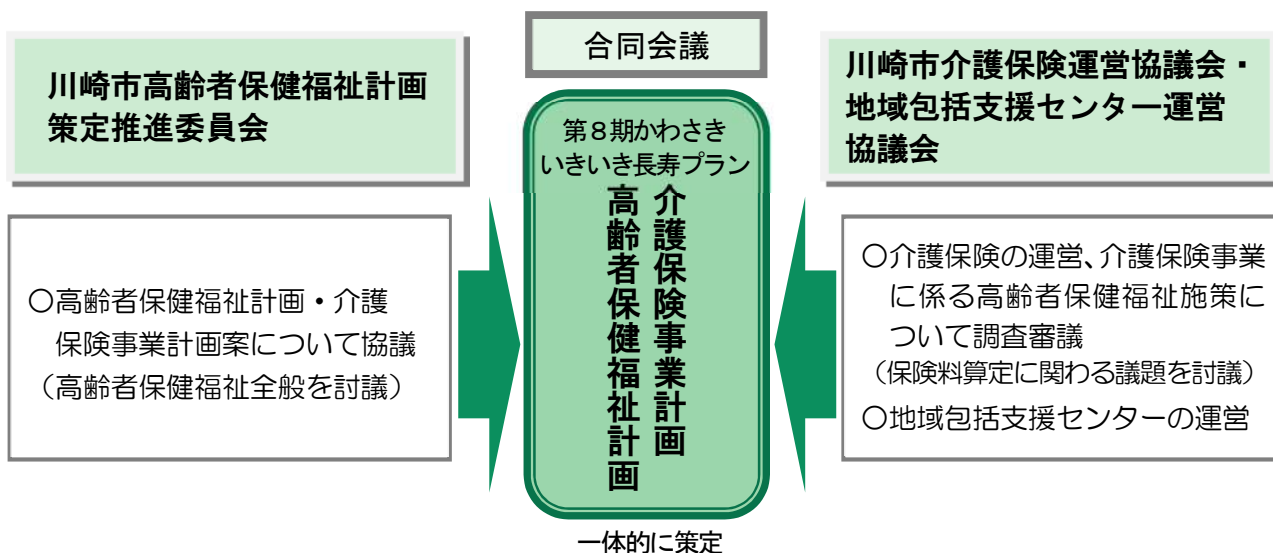 川崎市高齢者保健福祉計画
策定推進委員会
〇高齢者保健福祉計画・介護
保険事業計画案について協議
（高齢者保健福祉全般を討議）
合同会議
第８期かわさき
いきいき長寿プラン
介護保険事業計画
高齢者保健福祉計画
一体的に策定
川崎市介護保険運営協議会・
地域包括支援センター運営
協議会
〇介護保険の運営、介護保険事業
に係る高齢者保健福祉施策に
ついて調査審議
（保険料算定に関わる議題を討議）
〇地域包括支援センターの運営